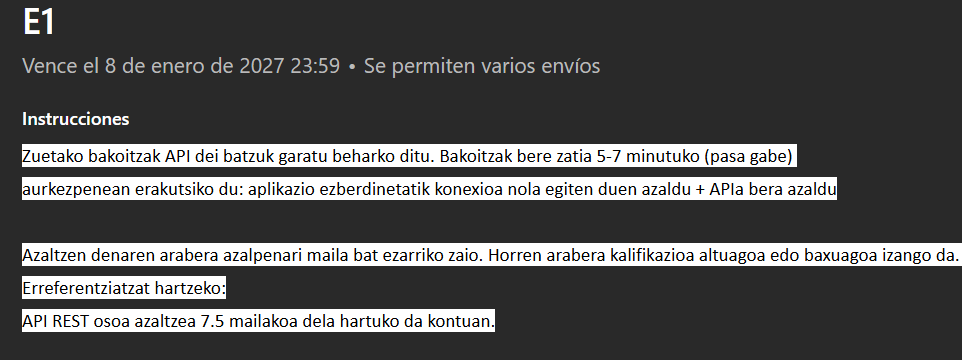 E1
Vence el 8 de enero de 2027 23:59 • Se permiten varios envíos
Instrucciones
Zuetako bakoitzak API dei batzuk garatu beharko ditu. Bakoitzak bere zatia 5-7 minutuko (pasa gabe)
aurkezpenean erakutsiko du: aplikazio ezberdinetatik konexioa nola egiten duen azaldu + APIa bera azaldu
Azaltzen denaren arabera azalpenari maila bat ezarriko zaio. Horren arabera kalifikazioa altuagoa edo baxuagoa izango da.
Erreferentziatzat hartzeko:
API REST osoa azaltzea 7.5 mailakoa dela hartuko da kontuan.